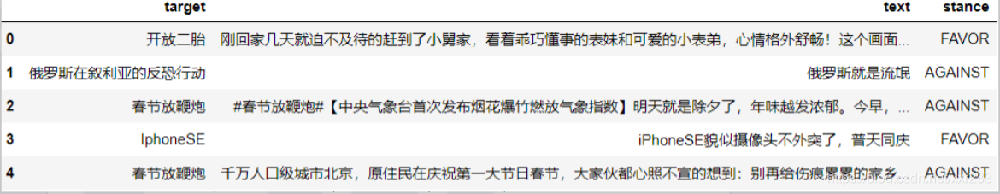 target text stance
0 开放二胎 刚回家几天就迫不及待的赶到了小舅家，看着乖巧懂事的表妹和可爱的小表弟，心情格外舒畅！这个画面... FAVOR
1 俄罗斯在叙利亚的反恐行动 俄罗斯就是流氓 AGAINST
2 春节放鞭炮 #春节放鞭炮#【中央气象台首次发布烟花爆竹燃放气象指数】明天就是除夕了，年味越发浓郁。今早，... AGAINST
3 IphoneSE iPhoneSE貌似摄像头不外突了，普天同庆 FAVOR
4 春节放鞭炮 千万人口级城市北京，原住民在庆祝第一大节日春节，大家伙都心照不宣的想到：别再给伤痕累累的家乡... AGAINST